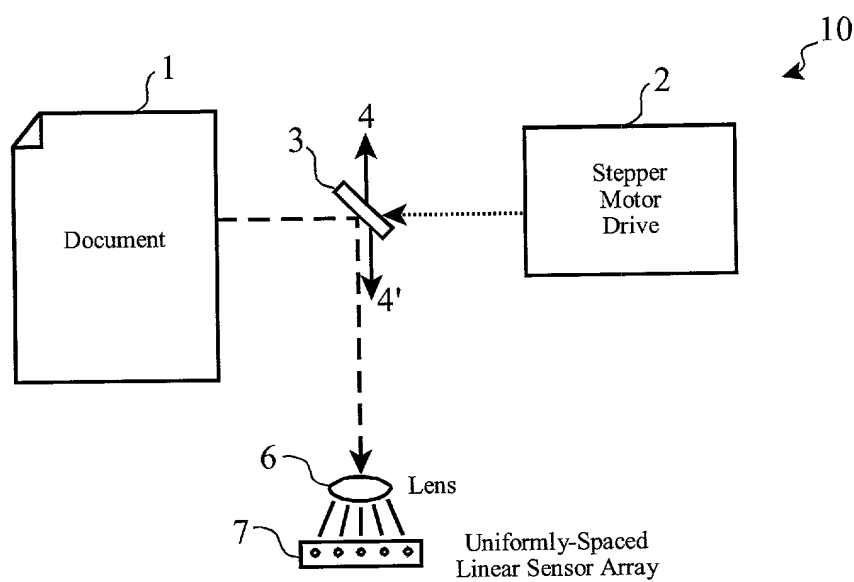 10
1
2
4
3
Stepper
Motor
Drive
Document
4'
6
Lens
7
Uniformly-Spaced
Linear Sensor Array